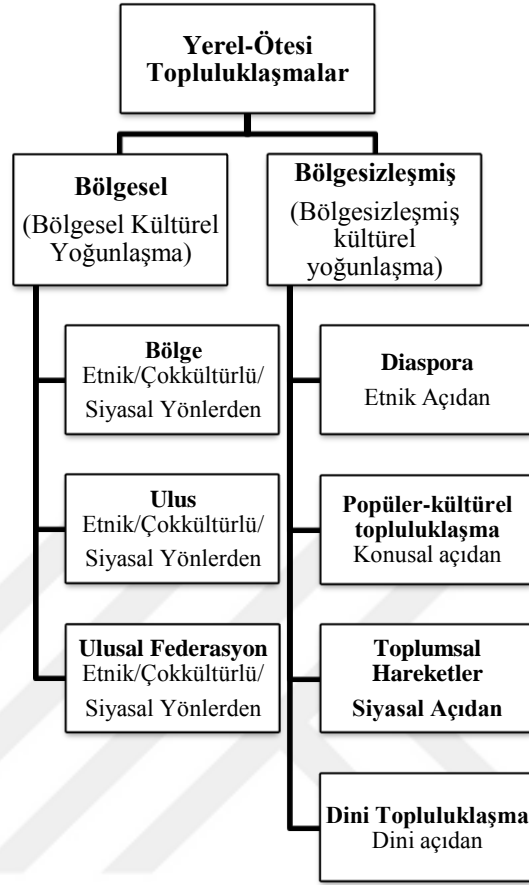 Yerel-Ötesi
Topluluklaşmalar
Bölgesel
(Bölgesel Kültürel
Yoğunlaşma)
Bölge
Etnik/Çokkültürlü/
Siyasal Yönlerden
Ulus
Etnik/Çokkültürlü/
Siyasal Yönlerden
Ulusal Federasyon
Etnik/Çokkültürlü/
Siyasal Yönlerden
Bölgesizleşmiş
(Bölgesizleşmiş
kültürel
yoğunlaşma)
Diaspora
Etnik Açıdan
Popüler-kültürel
topluluklaşma
Konusal açıdan
Toplumsal
Hareketler
Siyasal Açıdan
Dini Topluluklaşma
Dini açıdan